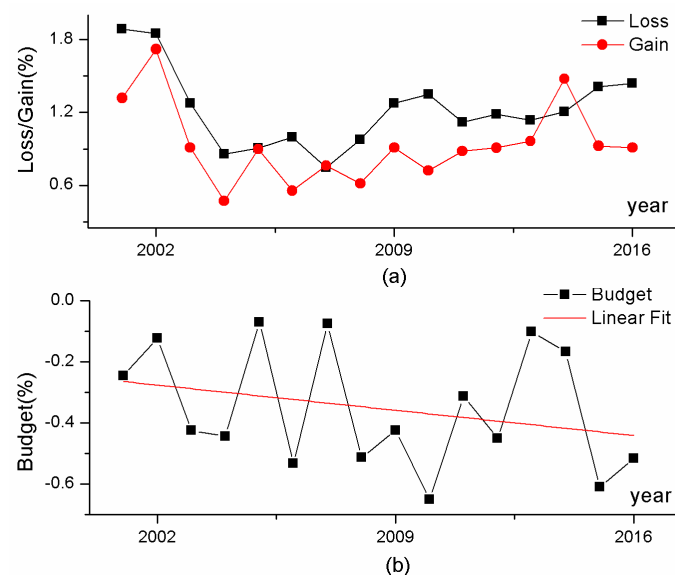 Loss
Gain
1.8
1.2
0.6
Loss/Gain(%)
year
2002
2009
2016
(a)
Budget
Linear Fit
0.0
-0.2
-0.4
-0.6
Budget(%)
year
2002
2009
2016
(b)